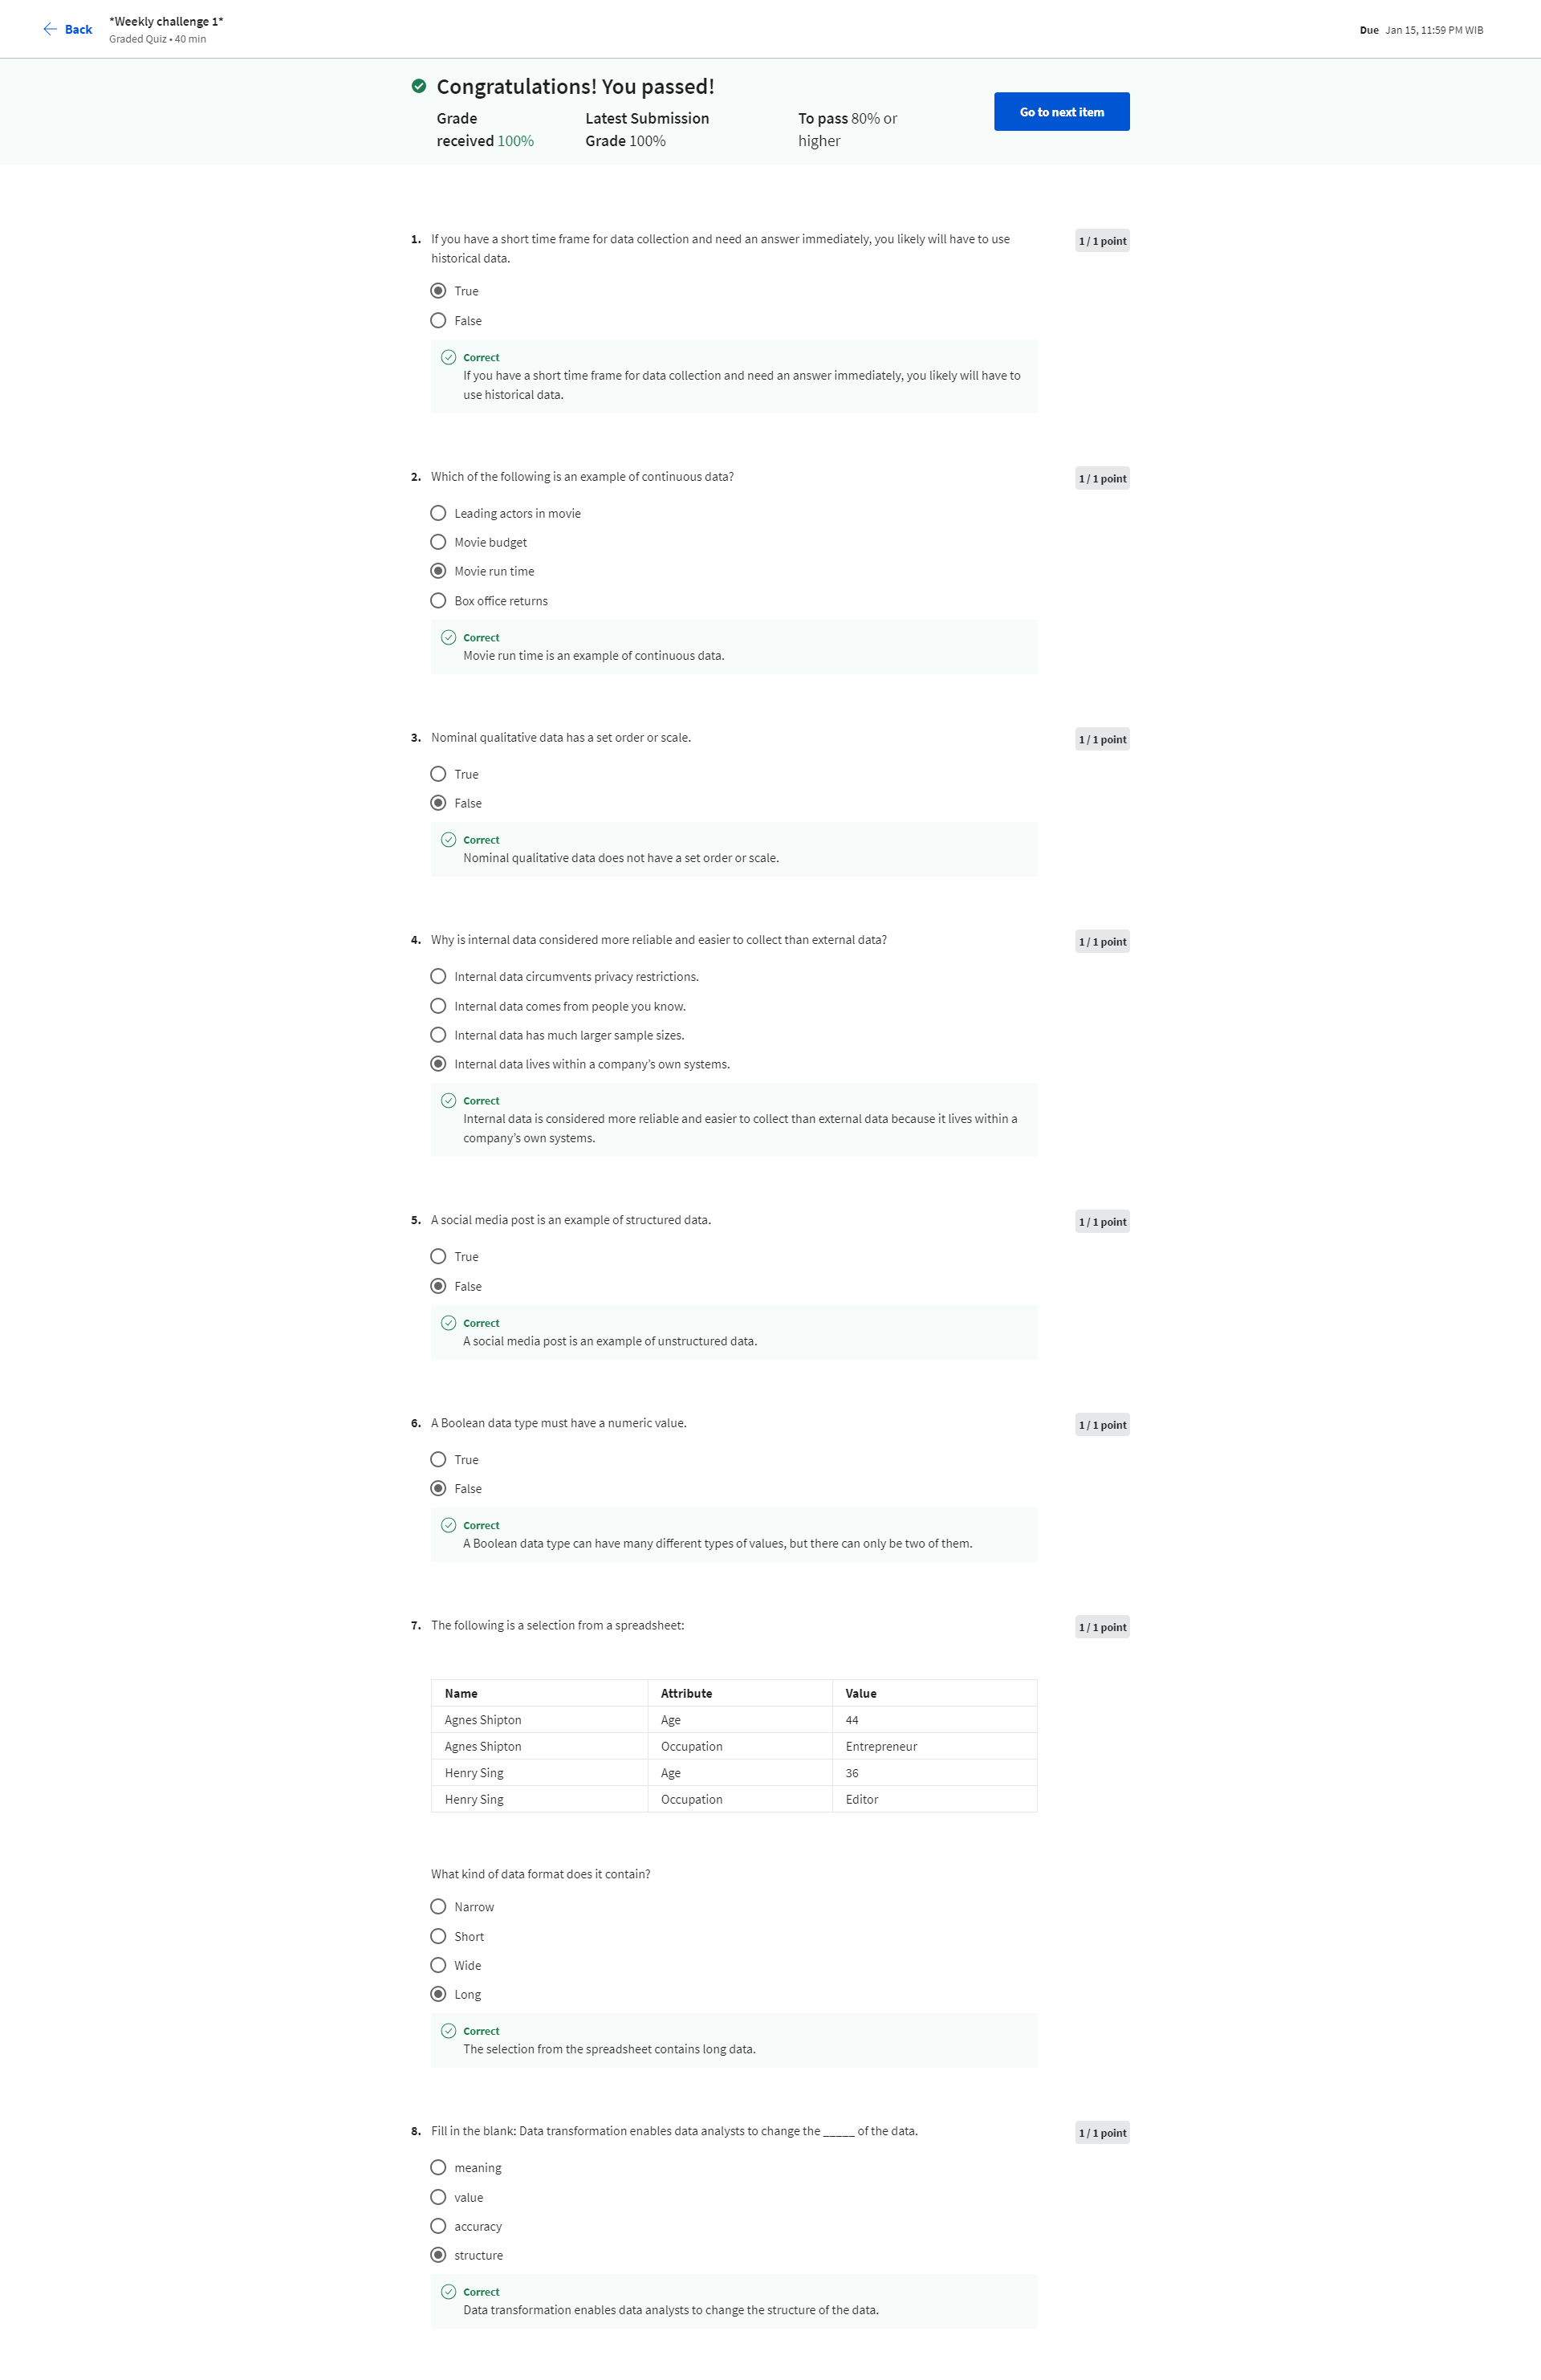 Back
*Weekly challenge 1*
Graded Quiz • 40 min
Due Jan 15, 11:59 PM WIB
Congratulations! You passed!
Grade
received 100%
Latest Submission
Grade 100%
To pass 80% or
higher
Go to next item
1. If you have a short time frame for data collection and need an answer immediately, you likely will have to use
historical data.
1 / 1 point
True
False
Correct
If you have a short time frame for data collection and need an answer immediately, you likely will have to
use historical data.
2. Which of the following is an example of continuous data?
1 / 1 point
Leading actors in movie
Movie budget
Movie run time
Box office returns
Correct
Movie run time is an example of continuous data.
3. Nominal qualitative data has a set order or scale.
1 / 1 point
True
False
Correct
Nominal qualitative data does not have a set order or scale.
4. Why is internal data considered more reliable and easier to collect than external data?
1 / 1 point
Internal data circumvents privacy restrictions.
Internal data comes from people you know.
Internal data has much larger sample sizes.
Internal data lives within a company’s own systems.
Correct
Internal data is considered more reliable and easier to collect than external data because it lives within a
company’s own systems.
5. A social media post is an example of structured data.
1 / 1 point
True
False
Correct
A social media post is an example of unstructured data.
6. A Boolean data type must have a numeric value.
1 / 1 point
True
False
Correct
A Boolean data type can have many different types of values, but there can only be two of them.
7. The following is a selection from a spreadsheet:
1 / 1 point
Name Attribute Value
Agnes Shipton Age 44
Agnes Shipton Occupation Entrepreneur
Henry Sing Age 36
Henry Sing Occupation Editor
What kind of data format does it contain?
Narrow
Short
Wide
Long
Correct
The selection from the spreadsheet contains long data.
8. Fill in the blank: Data transformation enables data analysts to change the _____ of the data.
1 / 1 point
meaning
value
accuracy
structure
Correct
Data transformation enables data analysts to change the structure of the data.